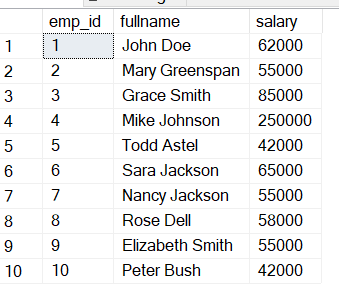 emp_id fullname salary
1 1 John Doe 62000
2 2 Mary Greenspan 55000
3 3 Grace Smith 85000
4 4 Mike Johnson 250000
5 5 Todd Astel 42000
6 6 Sara Jackson 65000
7 7 Nancy Jackson 55000
8 8 Rose Dell 58000
9 9 Elizabeth Smith 55000
10 10 Peter Bush 42000